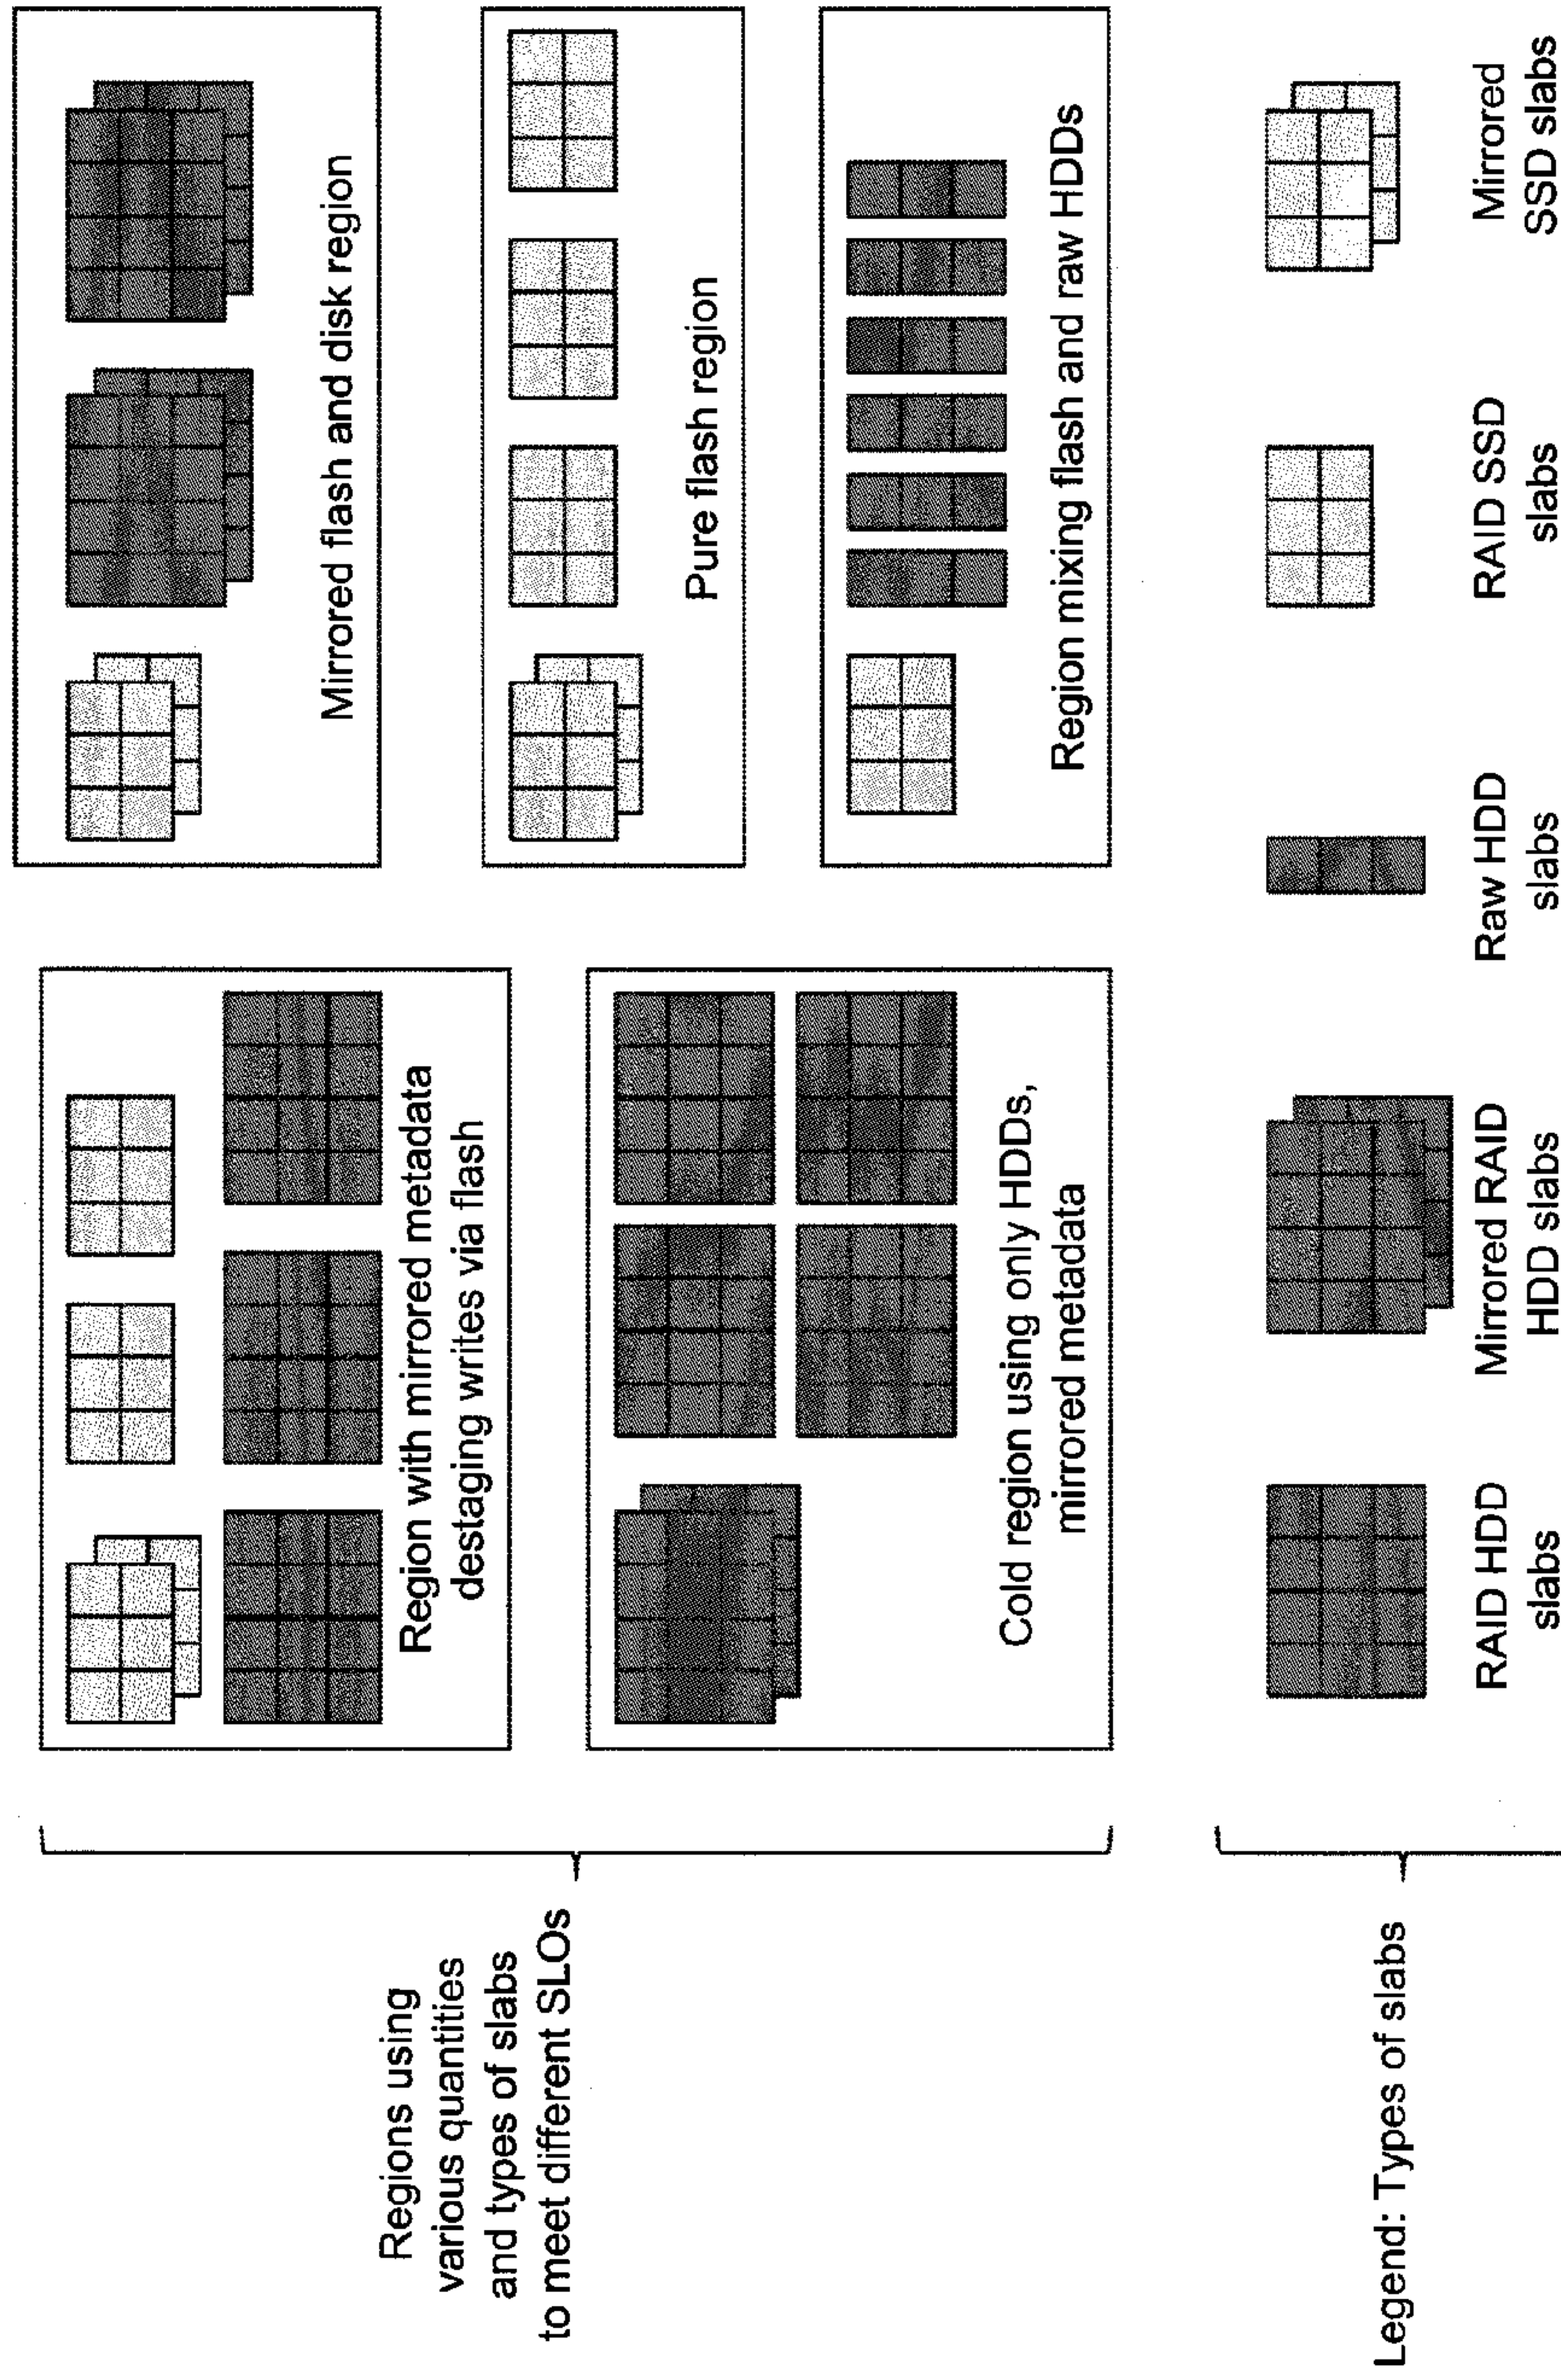 Regions using
various quantities
and types of slabs
to meet different SLOs
Region with mirrored metadata
destaging writes via flash
Mirrored flash and disk region
Cold region using only HDDs,
mirrored metadata
Pure flash region
Region mixing flash and raw HDDs
Legend: Types of slabs
RAID HDD
slabs
Mirrored RAID
HDD slabs
Raw HDD
slabs
RAID SSD
slabs
Mirrored
SSD slabs